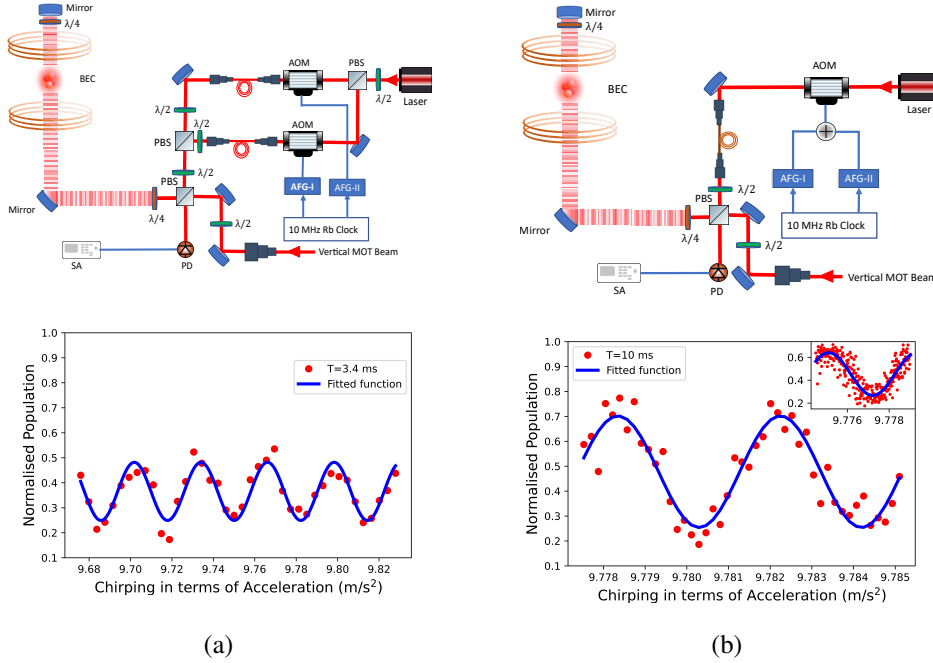 Mirror
λ/4
BEC
AOM
PBS
λ/2
Laser
λ/2
λ/2
AOM
PBS
λ/2
PBS
AFG-I
AFG-II
Mirror
λ/4
λ/2
10 MHz Rb Clock
SA
PD
Vertical MOT Beam
1.0
0.9
0.8
0.7
0.6
0.5
0.4
0.3
0.2
0.1
Normalised Population
T=3.4 ms
Fitted function
9.68 9.70 9.72 9.74 9.76 9.78 9.80 9.82
Chirping in terms of Acceleration (m/s²)
(a)
Mirror
λ/4
BEC
AOM
Laser
AFG-I
AFG-II
λ/2
PBS
Mirror
λ/4
10 MHz Rb Clock
λ/2
SA
PD
Vertical MOT Beam
1.0
0.9
0.8
0.7
0.6
0.5
0.4
0.3
0.2
0.1
Normalised Population
T=10 ms
Fitted function
0.6
0.4
0.2
9.776 9.778
9.778 9.779 9.780 9.781 9.782 9.783 9.784 9.785
Chirping in terms of Acceleration (m/s²)
(b)